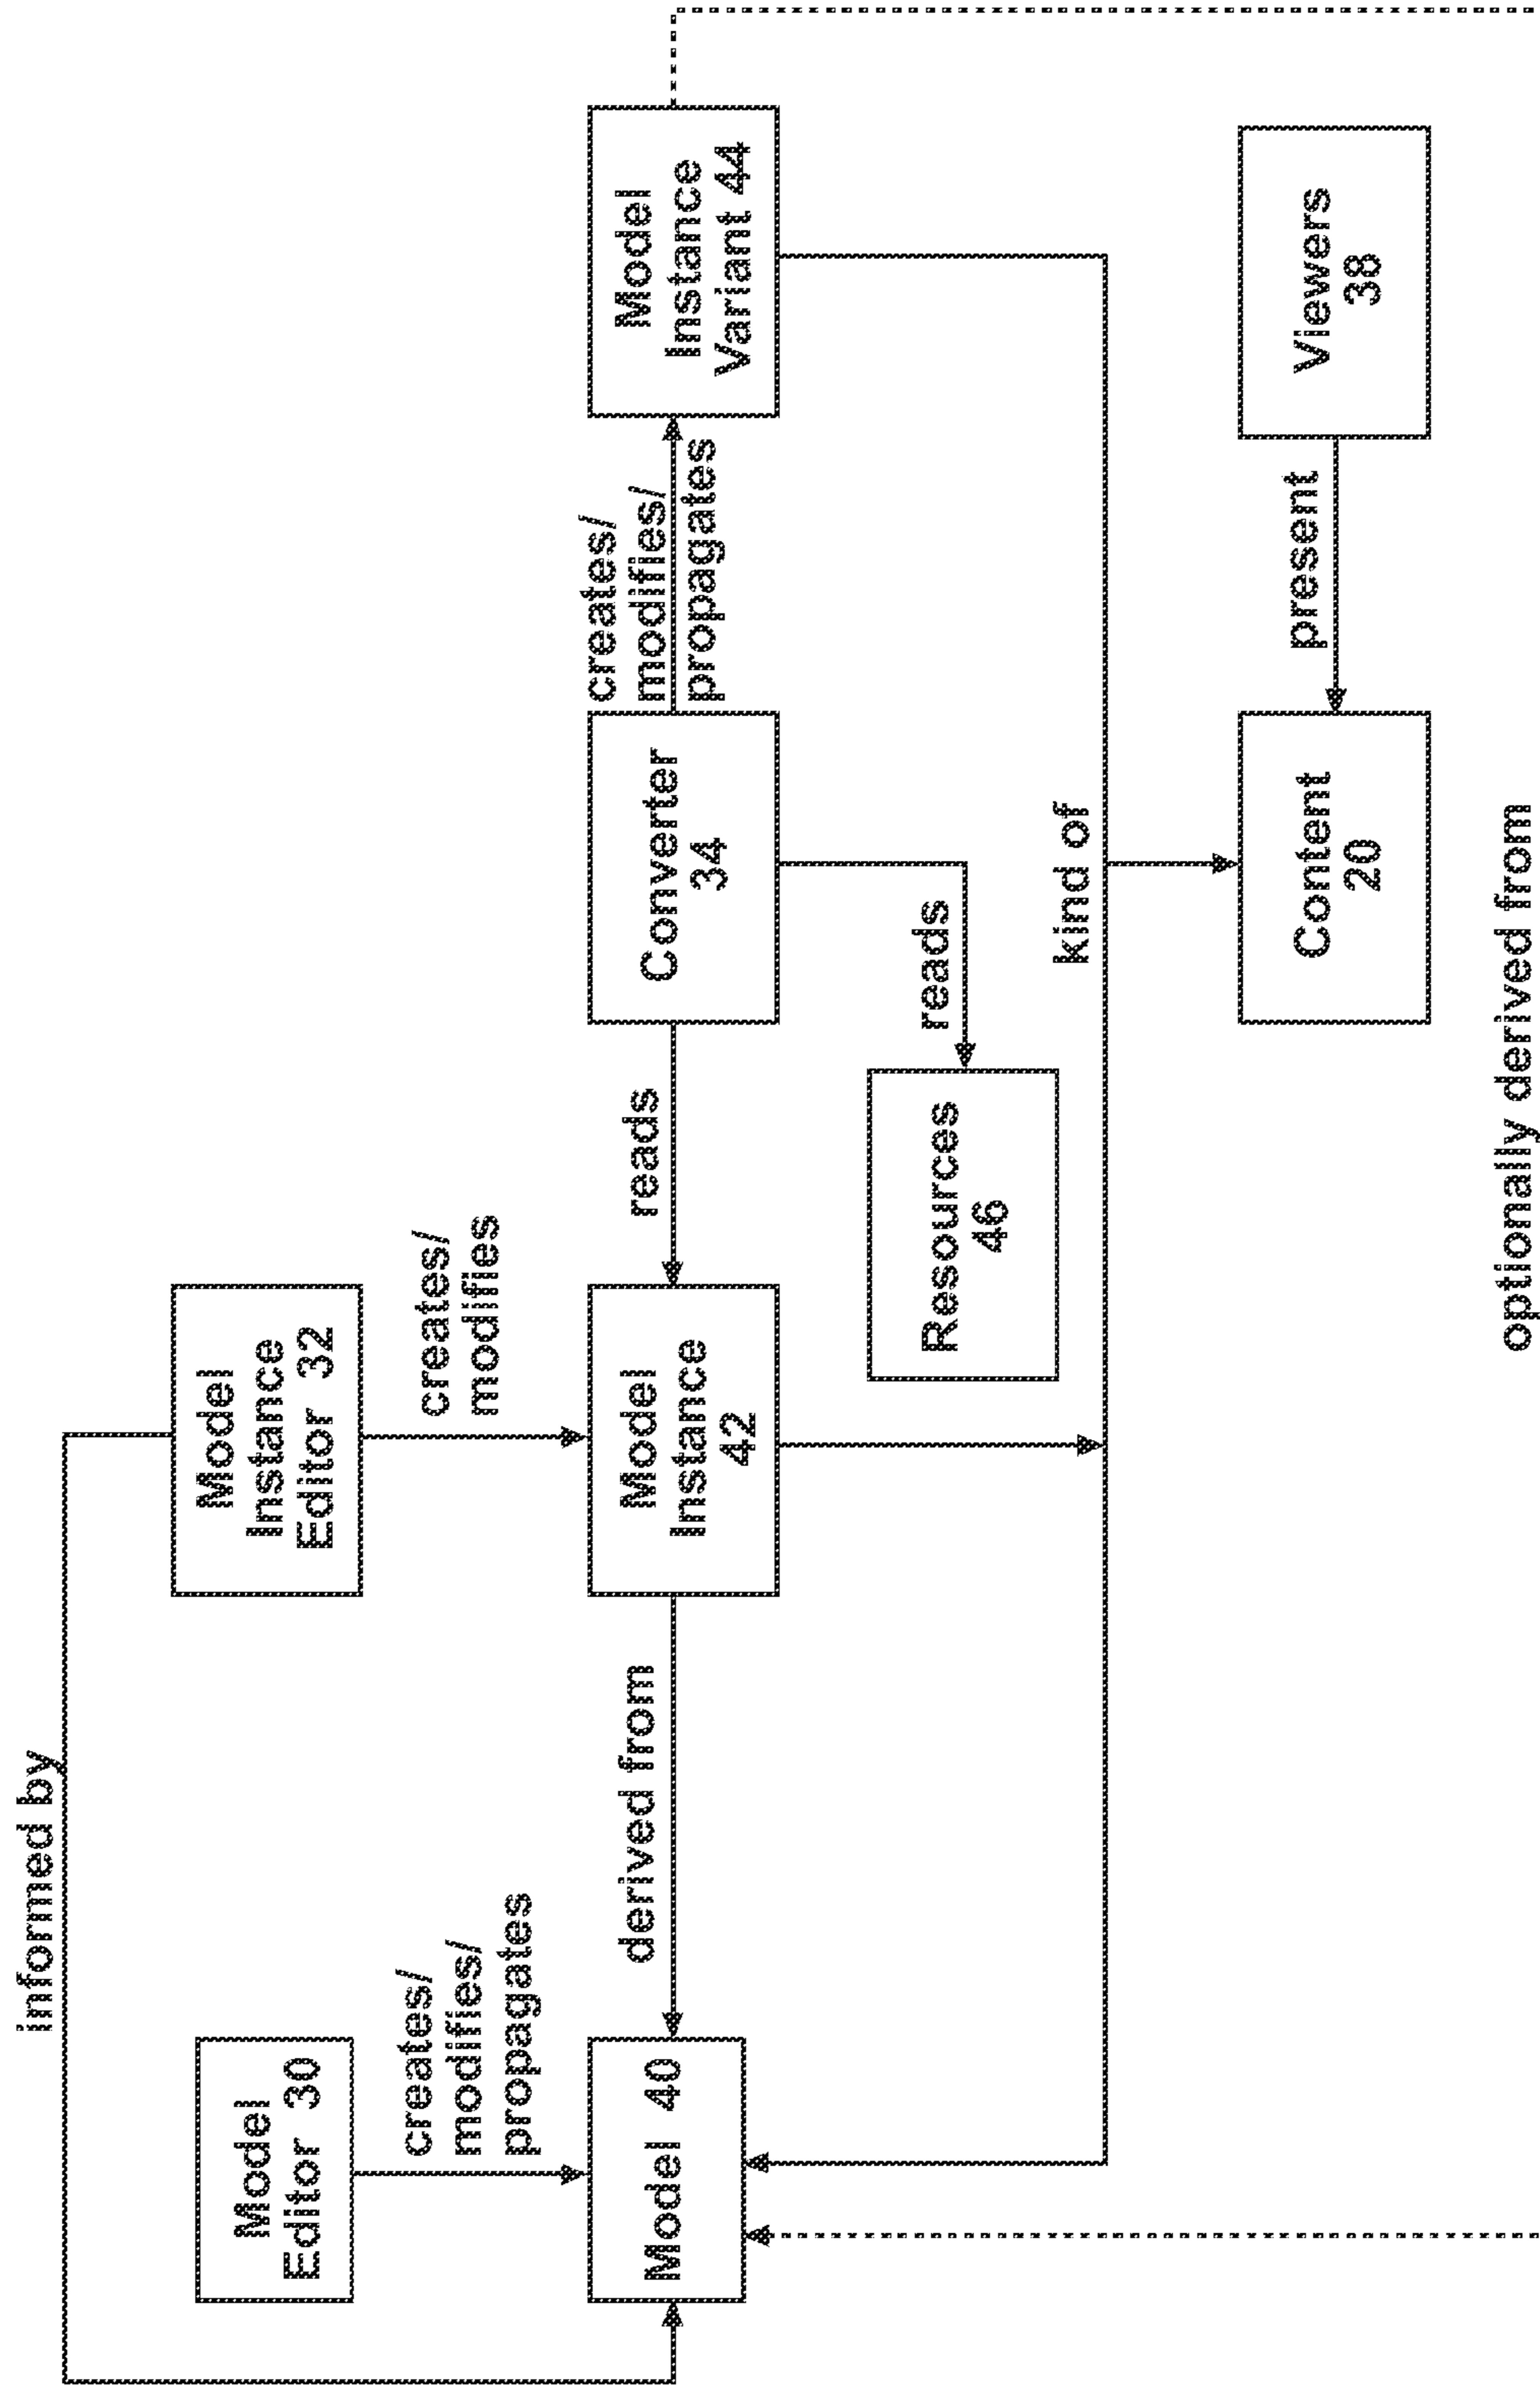 informed by
Model
Editor 30
Model
Instance
Editor 32
creates/
modifies/
propagates
creates/
modifies
Model 40
derived from
Model
Instance
42
reads
Converter
34
creates/
modifies/
propagates
Model
Instance
Variant 44
Resources
46
reads
kind of
Content
20
present
Viewers
38
optionally derived from